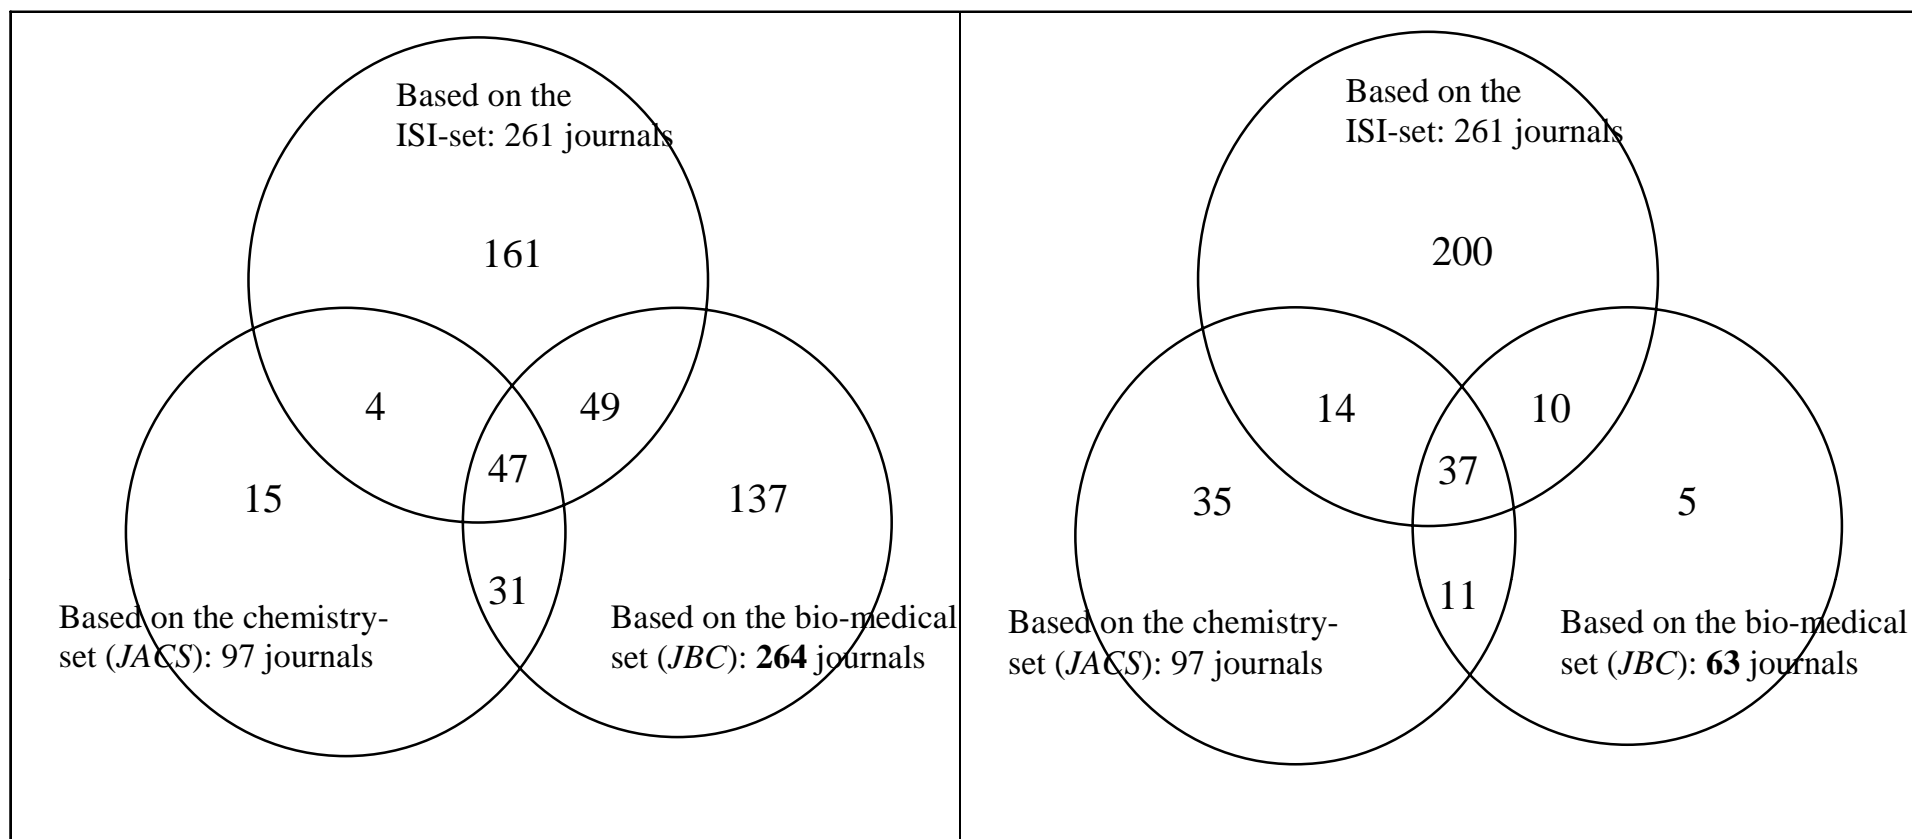 Based on the
ISI-set: 261 journals
161
4
49
47
15
137
31
Based on the chemistry-
set (JACS): 97 journals
Based on the bio-medical
set (JBC): 264 journals
Based on the
ISI-set: 261 journals
200
14
10
37
35
5
11
Based on the chemistry-
set (JACS): 97 journals
Based on the bio-medical
set (JBC): 63 journals